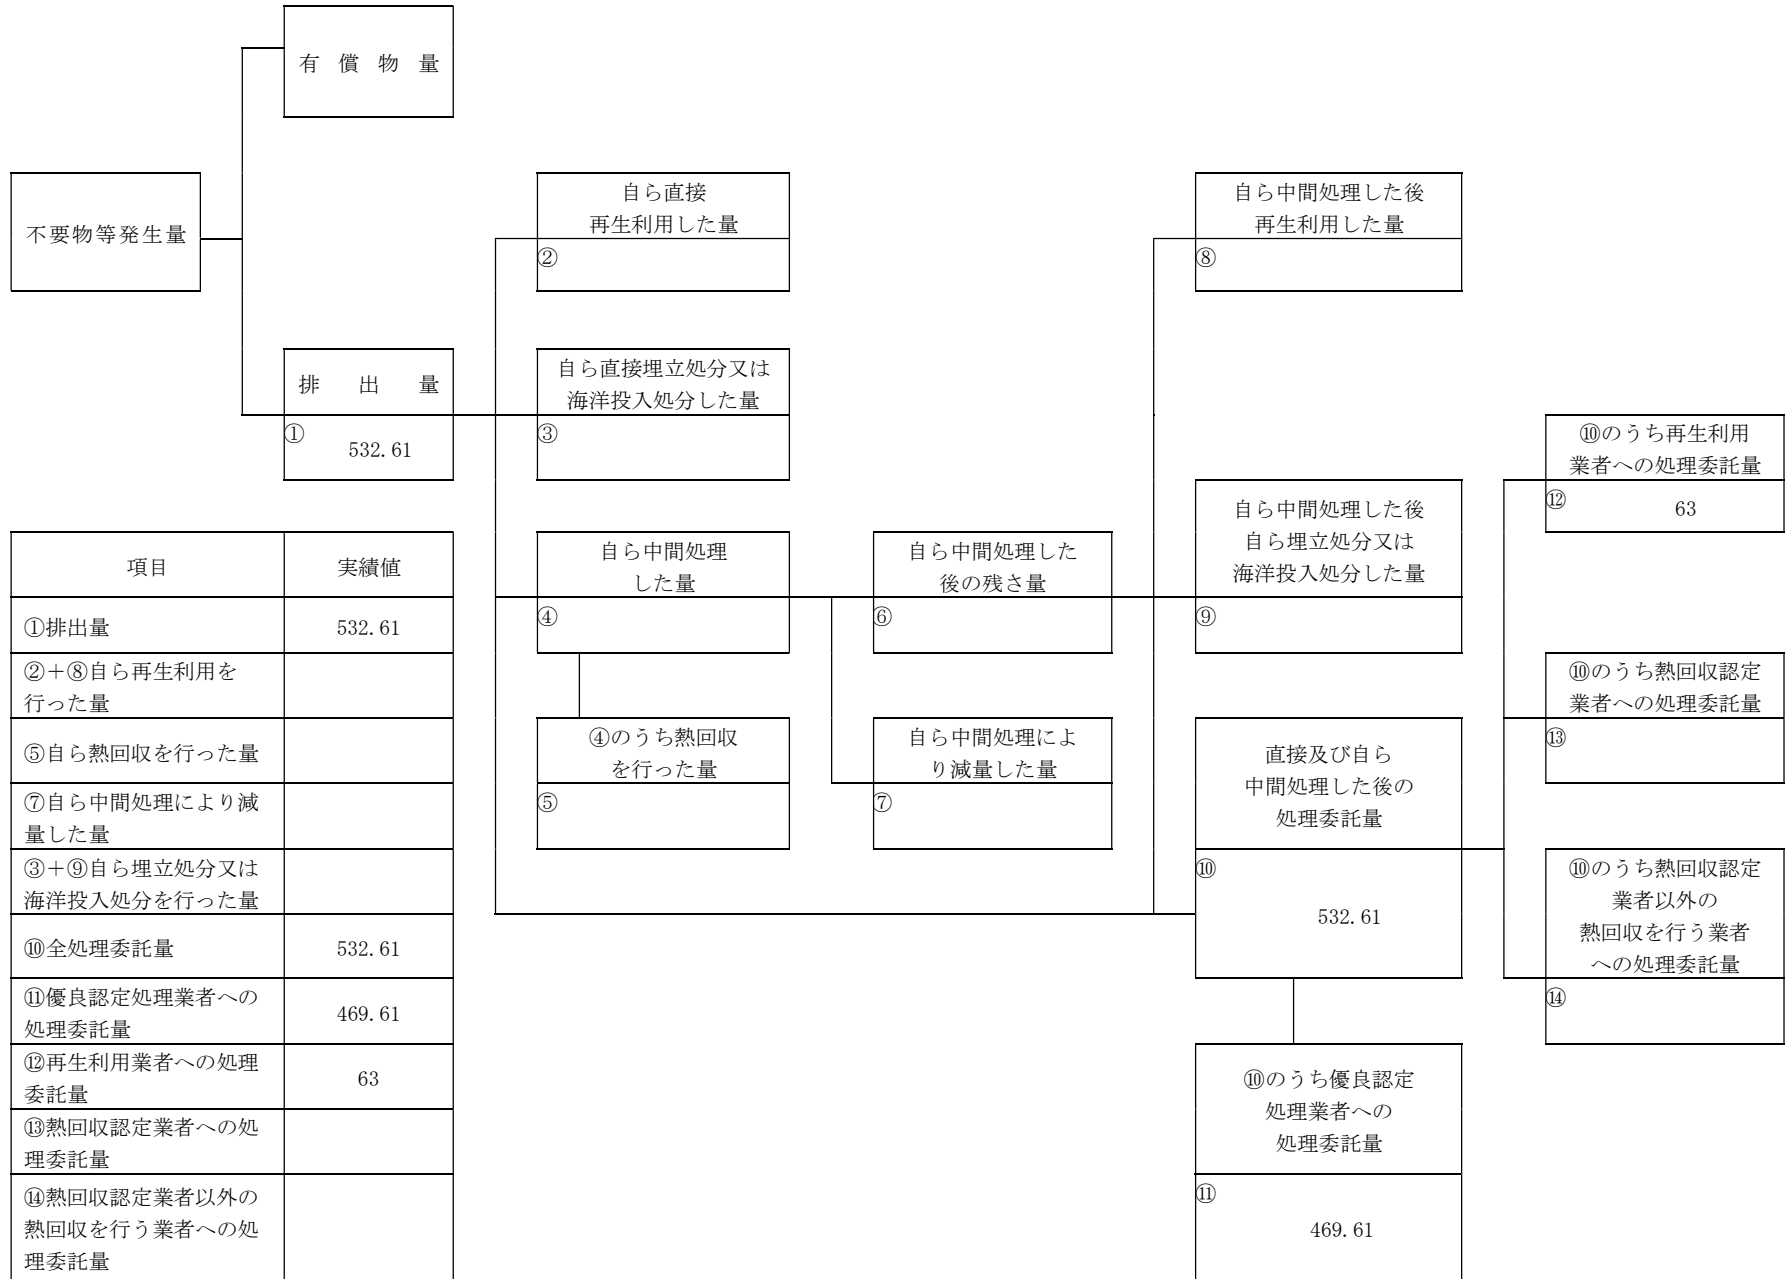 有償物量
不要物等発生量
自ら直接
再生利用した量
②
自ら中間処理した後
再生利用した量
⑧
排出量
① 532.61
自ら直接埋立処分又は
海洋投入処分した量
③
⑩のうち再生利用
業者への処理委託量
⑫ 63
自ら中間処理
した量
④
自ら中間処理した
後の残さ量
⑥
自ら中間処理した後
自ら埋立処分又は
海洋投入処分した量
⑨
④のうち熱回収
を行った量
⑤
自ら中間処理によ
り減量した量
⑦
直接及び自ら
中間処理した後の
処理委託量
⑩
532.61
⑩のうち熱回収認定
業者への処理委託量
⑬
⑩のうち熱回収認定
業者以外の
熱回収を行う業者
への処理委託量
⑭
⑩のうち優良認定
処理業者への
処理委託量
⑪
469.61
項目 実績値
①排出量 532.61
②+⑧自ら再生利用を
行った量
⑤自ら熱回収を行った量
⑦自ら中間処理により減
量した量
③+⑨自ら埋立処分又は
海洋投入処分を行った量
⑩全処理委託量 532.61
⑪優良認定処理業者への
処理委託量 469.61
⑫再生利用業者への処理
委託量 63
⑬熱回収認定業者への処
理委託量
⑭熱回収認定業者以外の
熱回収を行う業者への処
理委託量